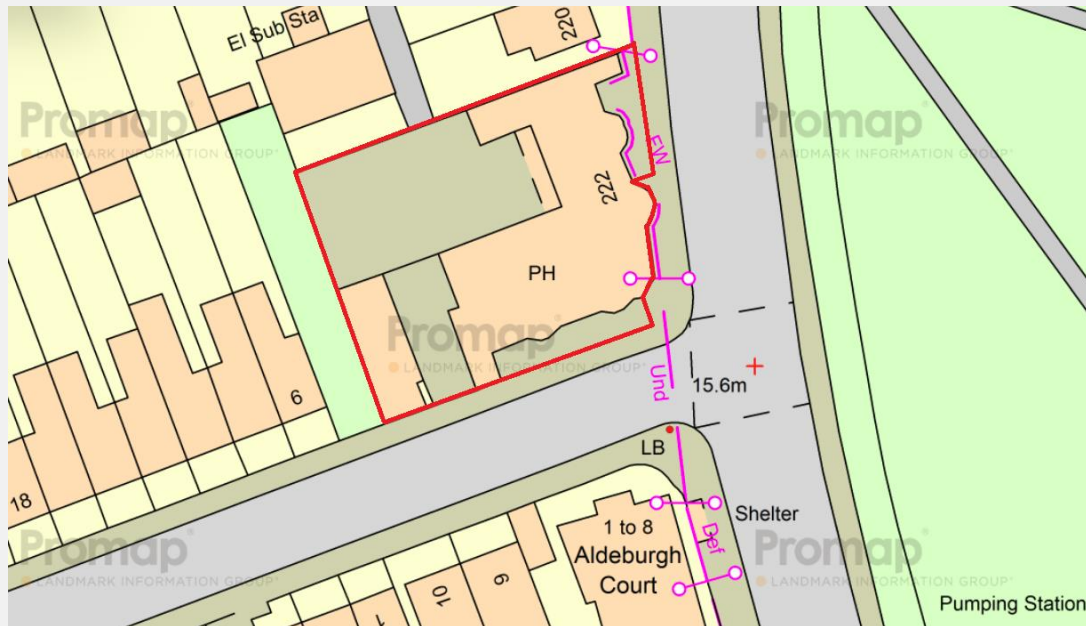 El Sub Sta
220
Promap
LANDMARK INFORMATION GROUP
Promap
LANDMARK INFORMATION GROUP
FW
222
PH
Promap
LANDMARK INFORMATION GROUP
Und
15.6m
6
18
LB
Shelter
1 to 8
Aldeburgh
Court
Def
Promap
LANDMARK INFORMATION GROUP
Promap
LANDMARK INFORMATION GROUP
9
10
Pumping Station